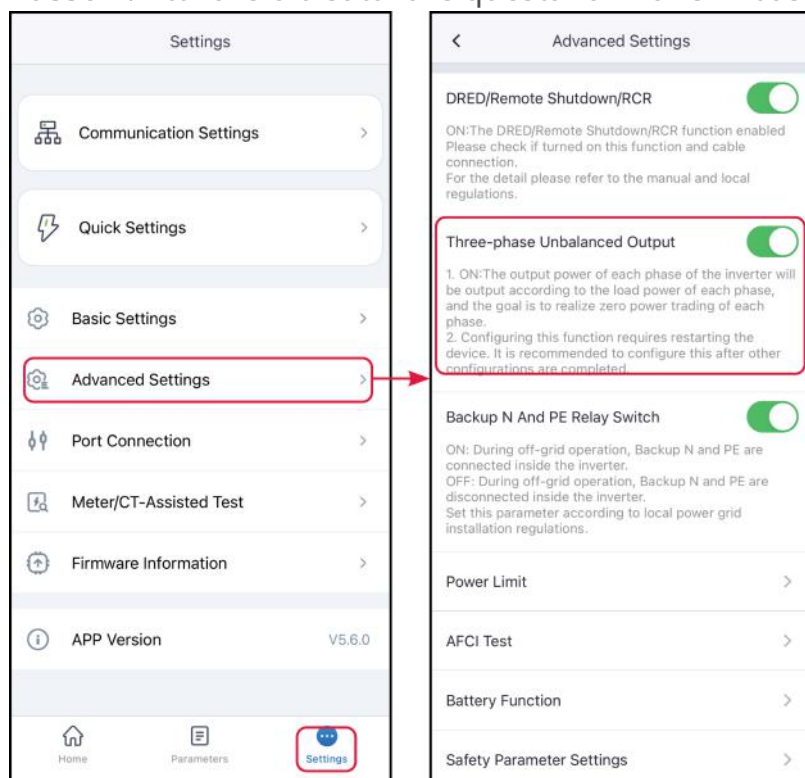 Settings
Communication Settings
Quick Settings
Basic Settings
Advanced Settings
Port Connection
Meter/CT-Assisted Test
Firmware Information
APP Version V5.6.0
Home Parameters Settings
Advanced Settings
DRED/Remote Shutdown/RCR
ON:The DRED/Remote Shutdown/RCR function enabled
Please check if turned on this function and cable
connection.
For the detail please refer to the manual and local
regulations.
Three-phase Unbalanced Output
1. ON:The output power of each phase of the inverter will
be output according to the load power of each phase,
and the goal is to realize zero power trading of each
phase.
2. Configuring this function requires restarting the
device. It is recommended to configure this after other
configurations are completed.
Backup N And PE Relay Switch
ON: During off-grid operation, Backup N and PE are
connected inside the inverter.
OFF: During off-grid operation, Backup N and PE are
disconnected inside the inverter.
Set this parameter according to local power grid
installation regulations.
Power Limit
AFCI Test
Battery Function
Safety Parameter Settings